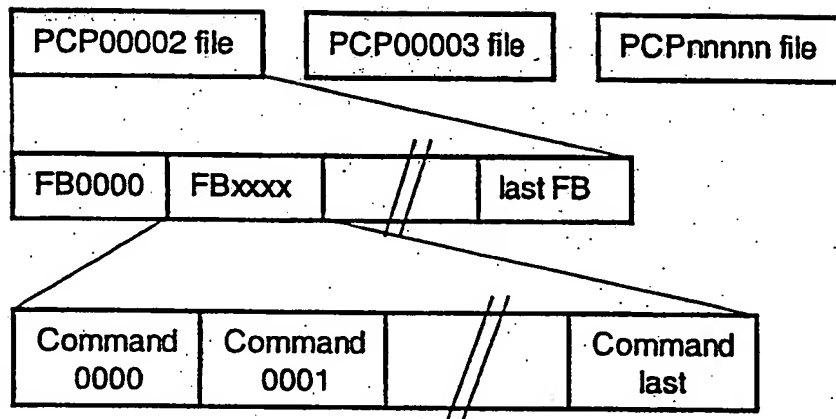 PCP00002 file
PCP00003 file
PCPnnnnn file
FB0000
FBxxxx
last FB
Command
0000
Command
0001
Command
last